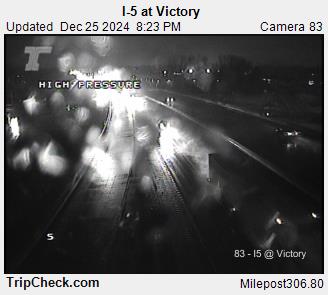 I-5 at Victory
Updated Dec 25 2024 8:23 PM Camera 83
T
HIGH PRESSURE
S
83 - I5 @ Victory
TripCheck.com Milepost306.80